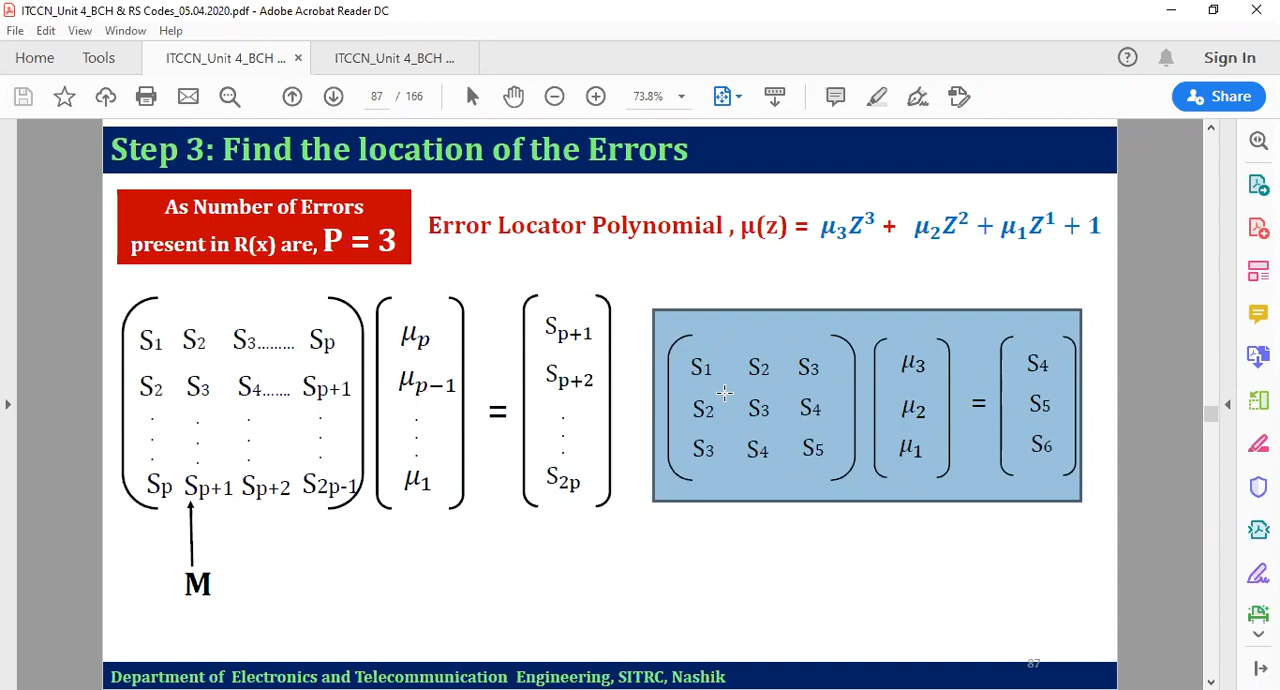 ITCCN_Unit 4_BCH & RS Codes_05.04.2020.pdf - Adobe Acrobat Reader DC
File Edit View Window Help
Home Tools ITCCN_Unit 4_BCH ... × ITCCN_Unit 4_BCH ... Sign In
87 / 166 73.8% Share
Step 3: Find the location of the Errors
As Number of Errors
present in R(x) are, P = 3
Error Locator Polynomial , μ(z) = μ₃Z³ + μ₂Z² + μ₁Z¹ + 1
S₁ S₂ S₃......... Sₚ
S₂ S₃ S₄....... Sₚ₊₁
. . . .
. . . .
. . . .
Sₚ Sₚ₊₁ Sₚ₊₂ S₂ₚ₋₁
μₚ
μₚ₋₁
.
.
.
μ₁
=
Sₚ₊₁
Sₚ₊₂
.
.
.
S₂ₚ
S₁ S₂ S₃
S₂ S₃ S₄
S₃ S₄ S₅
μ₃
μ₂
μ₁
=
S₄
S₅
S₆
M
87
Department of Electronics and Telecommunication Engineering, SITRC, Nashik